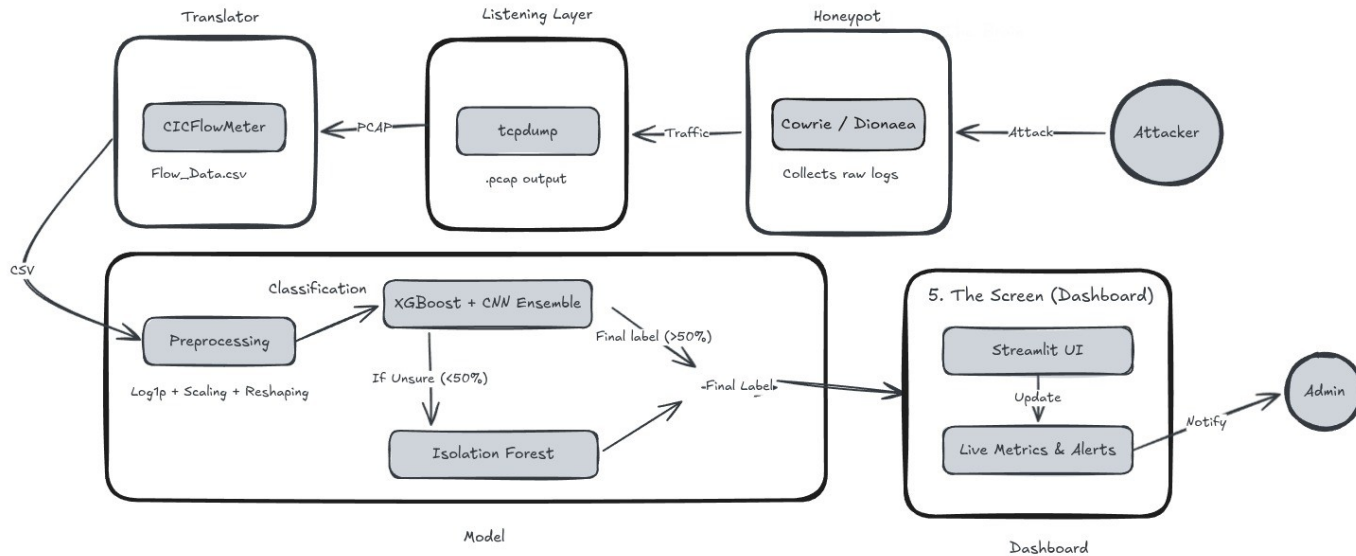 Translator
Listening Layer
Honeypot
CICFlowMeter
Flow_Data.csv
PCAP
tcpdump
.pcap output
Traffic
Cowrie / Dionaea
Collects raw logs
Attack
Attacker
CSV
Classification
Preprocessing
Log1p + Scaling + Reshaping
XGBoost + CNN Ensemble
If Unsure (<50%)
Isolation Forest
Final label (>50%)
Final Label
Model
5. The Screen (Dashboard)
Streamlit UI
Update
Live Metrics & Alerts
Notify
Admin
Dashboard